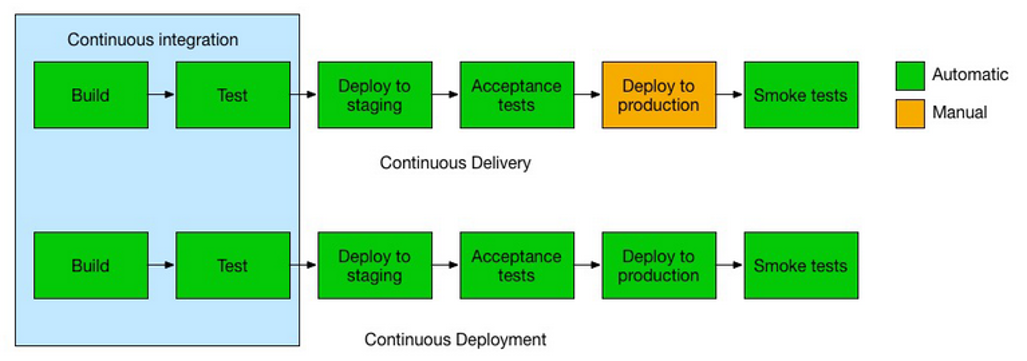 Continuous integration
Build
Test
Deploy to
staging
Acceptance
tests
Deploy to
production
Smoke tests
Automatic
Manual
Continuous Delivery
Build
Test
Deploy to
staging
Acceptance
tests
Deploy to
production
Smoke tests
Continuous Deployment